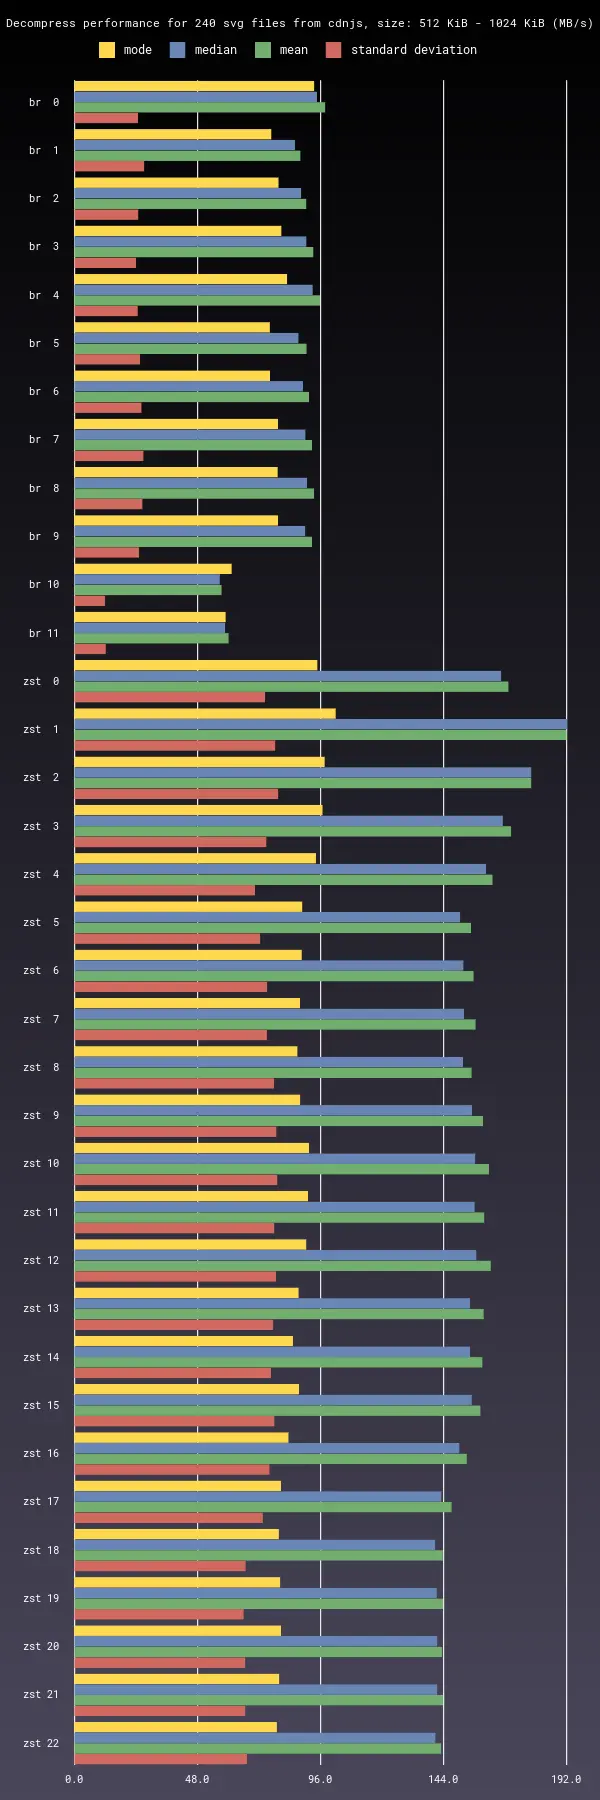 Decompress performance for 240 svg files from cdnjs, size: 512 KiB - 1024 KiB (MB/s)
mode median mean standard deviation
br 0
br 1
br 2
br 3
br 4
br 5
br 6
br 7
br 8
br 9
br 10
br 11
zst 0
zst 1
zst 2
zst 3
zst 4
zst 5
zst 6
zst 7
zst 8
zst 9
zst 10
zst 11
zst 12
zst 13
zst 14
zst 15
zst 16
zst 17
zst 18
zst 19
zst 20
zst 21
zst 22
0.0 48.0 96.0 144.0 192.0